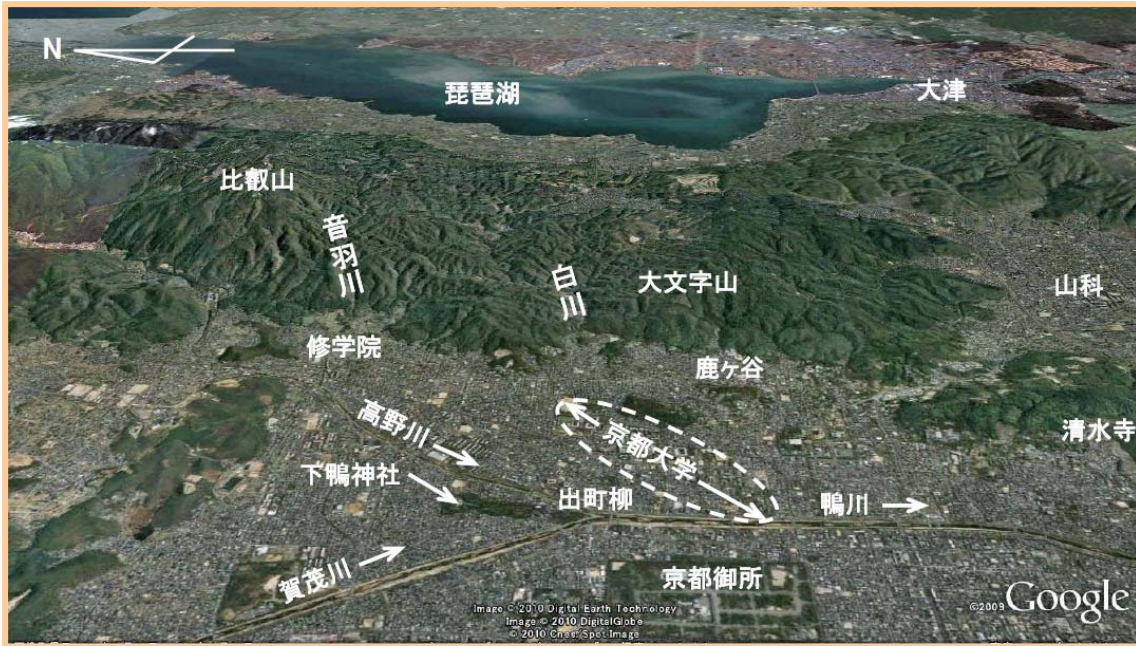 N
琵琶湖
大津
比叡山
音羽川
白川
大文字山
山科
修学院
鹿ヶ谷
高野川
京都大学
清水寺
下鴨神社
出町柳
鴨川
賀茂川
京都御所
Image © 2010 Digital Earth Technology
Image © 2010 DigitalGlobe
© 2010 Cnes/Spot Image
©2009 Google